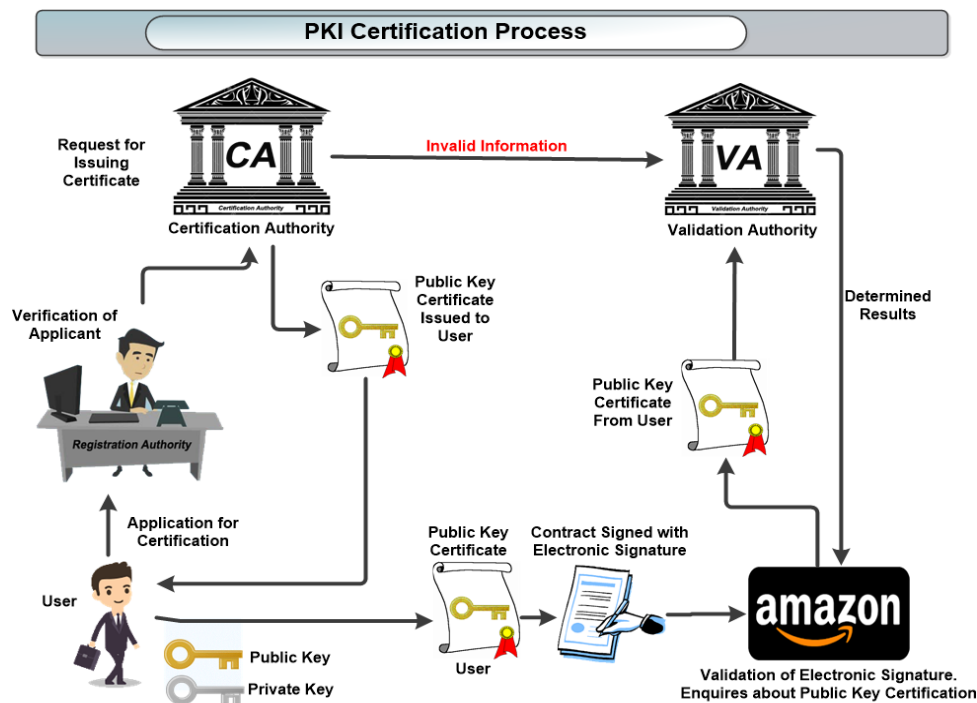 PKI Certification Process
Request for
Issuing
Certificate
CA
Certification Authority
Certification Authority
Invalid Information
VA
Validation Authority
Validation Authority
Public Key
Certificate
Issued to
User
Verification of
Applicant
Registration Authority
Determined
Results
Public Key
Certificate
From User
Application for
Certification
User
Public Key
Private Key
Public Key
Certificate
User
Contract Signed with
Electronic Signature
amazon
Validation of Electronic Signature.
Enquires about Public Key Certification